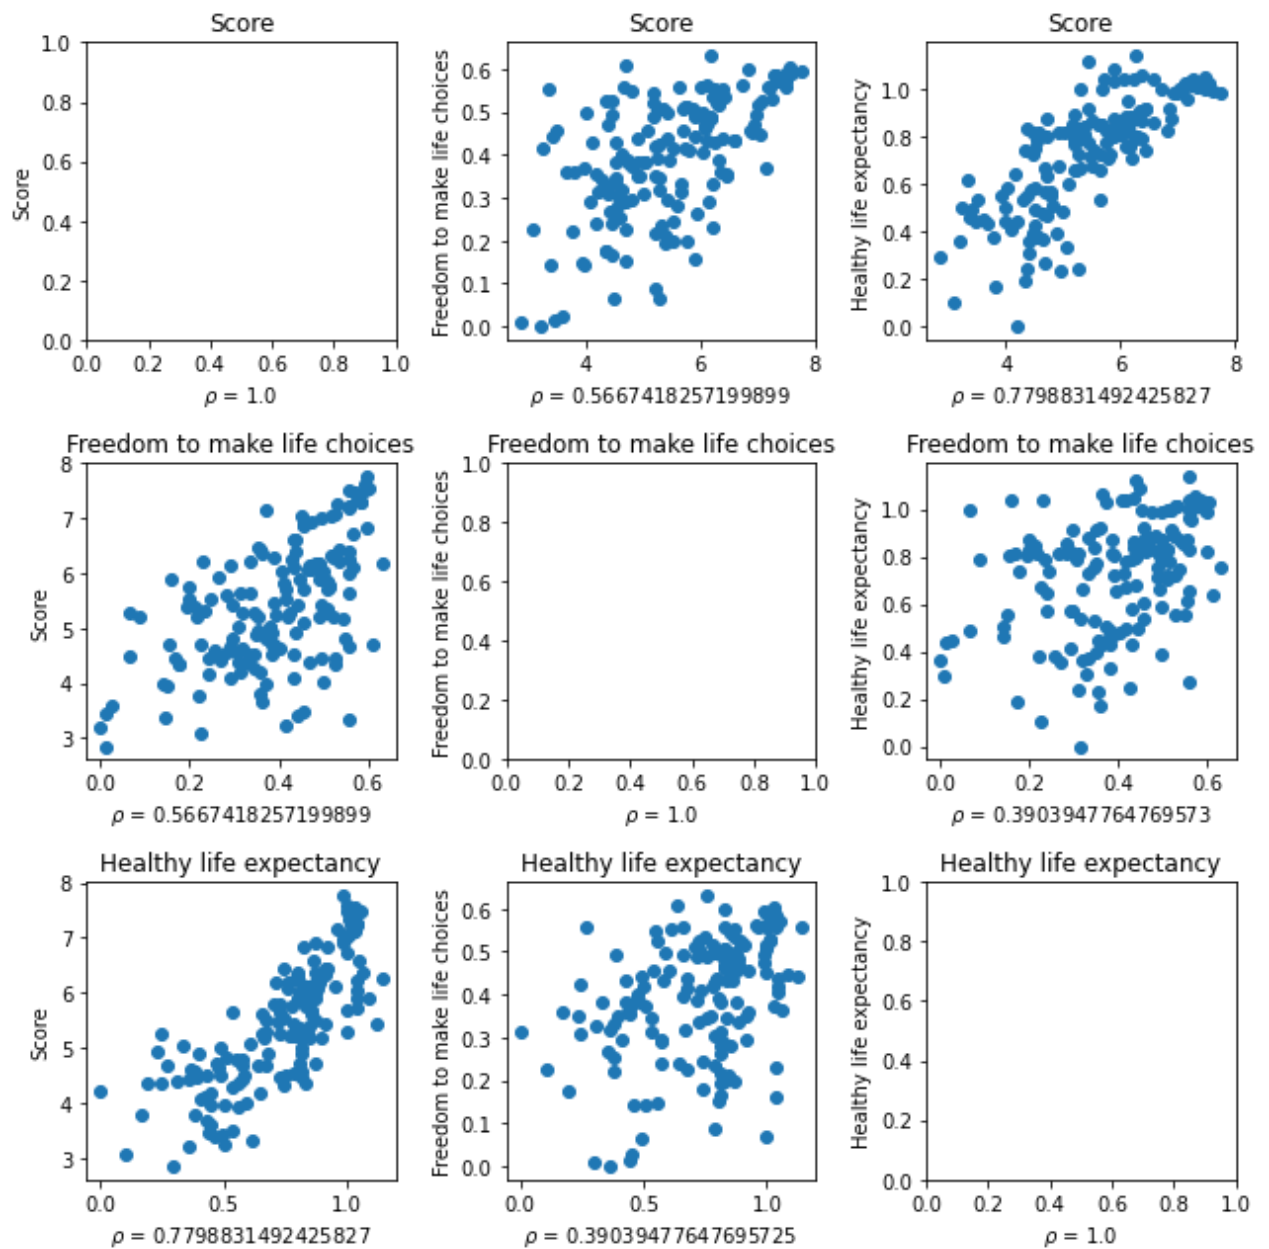 Score Score Score
1.0
0.8
0.6
0.4
0.2
0.0
Score
0.0 0.2 0.4 0.6 0.8 1.0
ρ = 1.0
0.6
0.5
0.4
0.3
0.2
0.1
0.0
Freedom to make life choices
4 6 8
ρ = 0.56674182571998​99
1.0
0.8
0.6
0.4
0.2
0.0
Healthy life expectancy
4 6 8
ρ = 0.7798831492425827
Freedom to make life choices Freedom to make life choices Freedom to make life choices
8
7
6
5
4
3
Score
0.0 0.2 0.4 0.6
ρ = 0.5667418257199899
1.0
0.8
0.6
0.4
0.2
0.0
Freedom to make life choices
0.0 0.2 0.4 0.6 0.8 1.0
ρ = 1.0
1.0
0.8
0.6
0.4
0.2
0.0
Healthy life expectancy
0.0 0.2 0.4 0.6
ρ = 0.39039477764769573
Healthy life expectancy Healthy life expectancy Healthy life expectancy
8
7
6
5
4
3
Score
0.0 0.5 1.0
ρ = 0.7798831492425827
0.6
0.5
0.4
0.3
0.2
0.1
0.0
Freedom to make life choices
0.0 0.5 1.0
ρ = 0.390394777647695725
1.0
0.8
0.6
0.4
0.2
0.0
Healthy life expectancy
0.0 0.2 0.4 0.6 0.8 1.0
ρ = 1.0